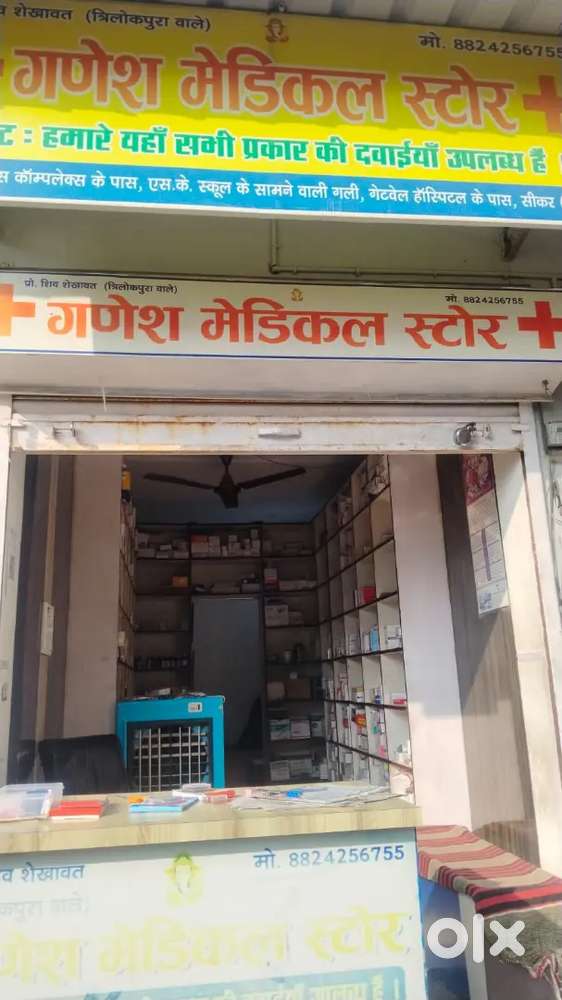 शेखावत (त्रिलोकपुरा वाले)
मो. 8824256755
गणेश मेडिकल स्टोर
: हमारे यहाँ सभी प्रकार की दवाईयाँ उपलब्ध हैं
कॉम्पलेक्स के पास, एस.के. स्कूल के सामने वाली गली, गेटवेल हॉस्पिटल के पास, सीकर
प्रो. शिव शेखावत (त्रिलोकपुरा वाले)
मो. 8824256755
गणेश मेडिकल स्टोर
शेखावत
मो. 8824256755
वाले)
मेडिकल स्टोर
olx